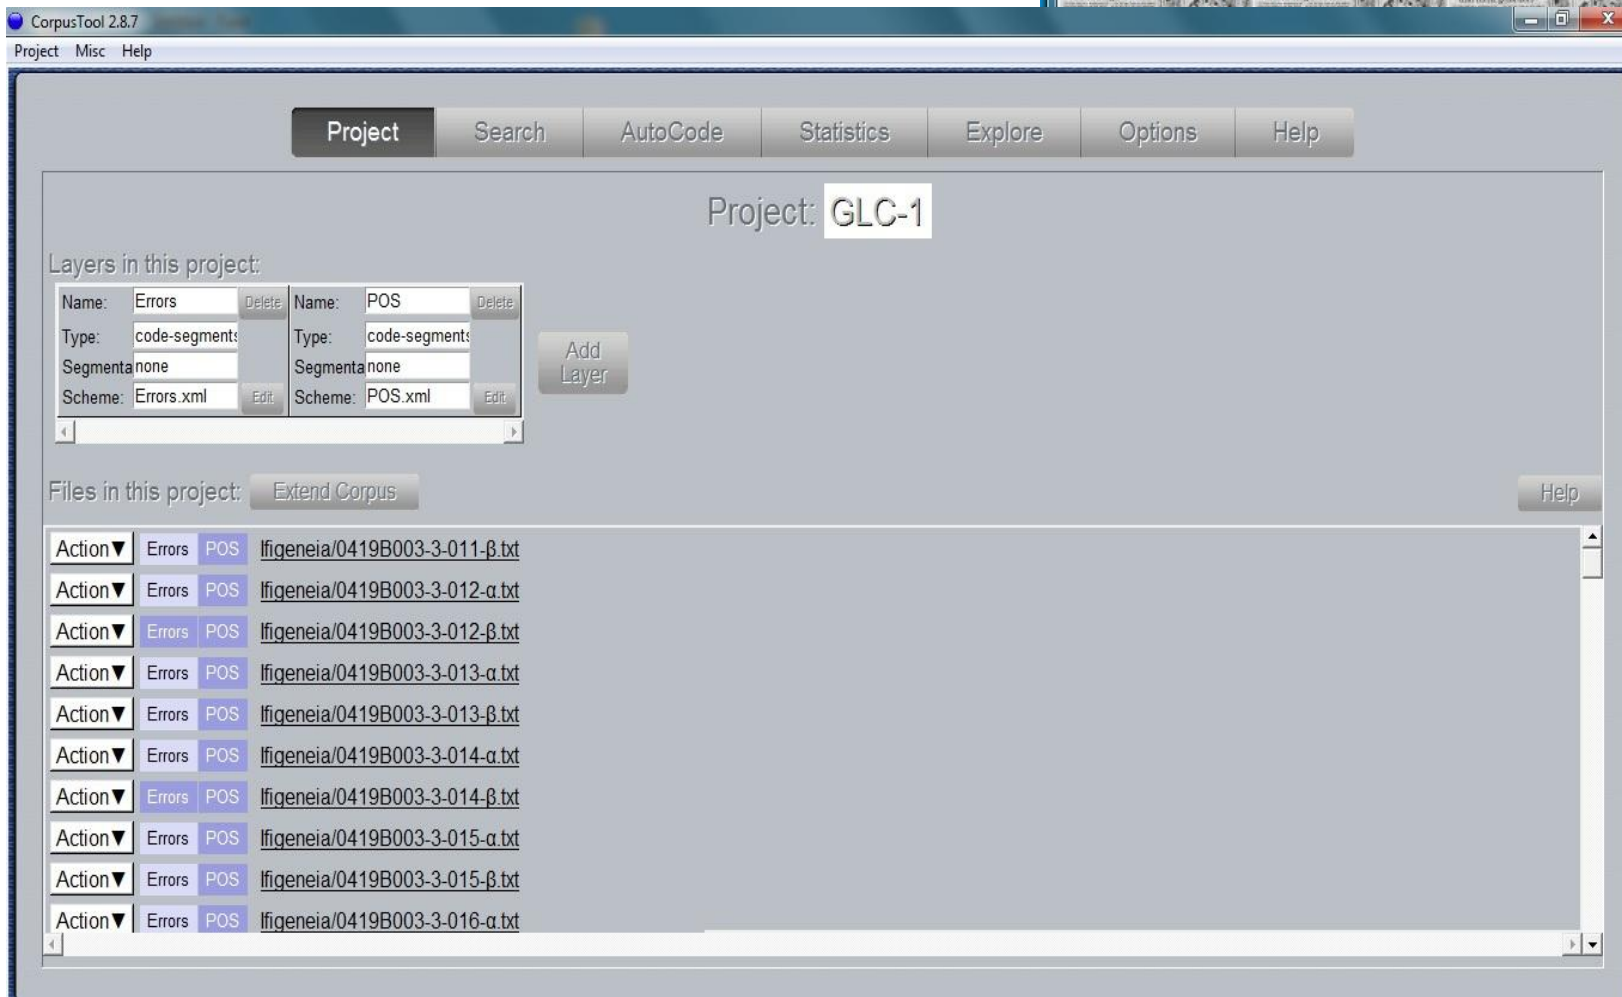 CorpusTool 2.8.7
Project Misc Help
Project Search AutoCode Statistics Explore Options Help
Project: GLC-1
Layers in this project:
Name: Errors Delete Name: POS Delete
Type: code-segments Type: code-segments
Segmenta none Segmenta none
Scheme: Errors.xml Edit Scheme: POS.xml Edit
Add
Layer
Files in this project: Extend Corpus Help
Action▼ Errors POS Ifigeneia/0419B003-3-011-β.txt
Action▼ Errors POS Ifigeneia/0419B003-3-012-α.txt
Action▼ Errors POS Ifigeneia/0419B003-3-012-β.txt
Action▼ Errors POS Ifigeneia/0419B003-3-013-α.txt
Action▼ Errors POS Ifigeneia/0419B003-3-013-β.txt
Action▼ Errors POS Ifigeneia/0419B003-3-014-α.txt
Action▼ Errors POS Ifigeneia/0419B003-3-014-β.txt
Action▼ Errors POS Ifigeneia/0419B003-3-015-α.txt
Action▼ Errors POS Ifigeneia/0419B003-3-015-β.txt
Action▼ Errors POS Ifigeneia/0419B003-3-016-α.txt